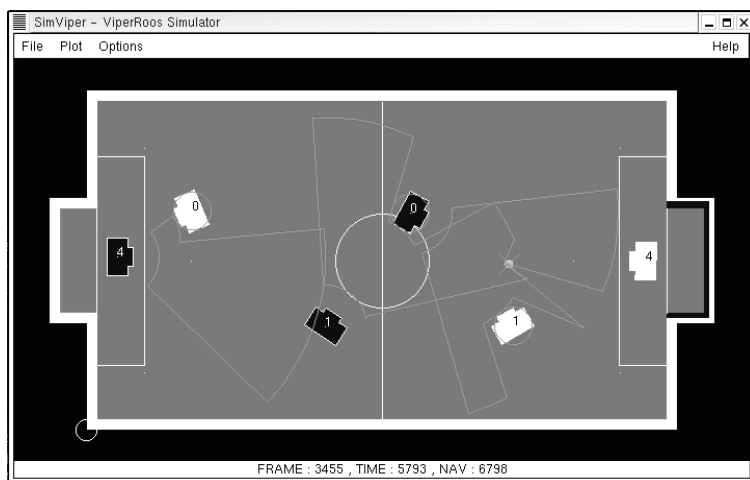 SimViper - ViperRoos Simulator
File Plot Options Help
0
0
4
4
1
1
FRAME : 3455 , TIME : 5793 , NAV : 6798